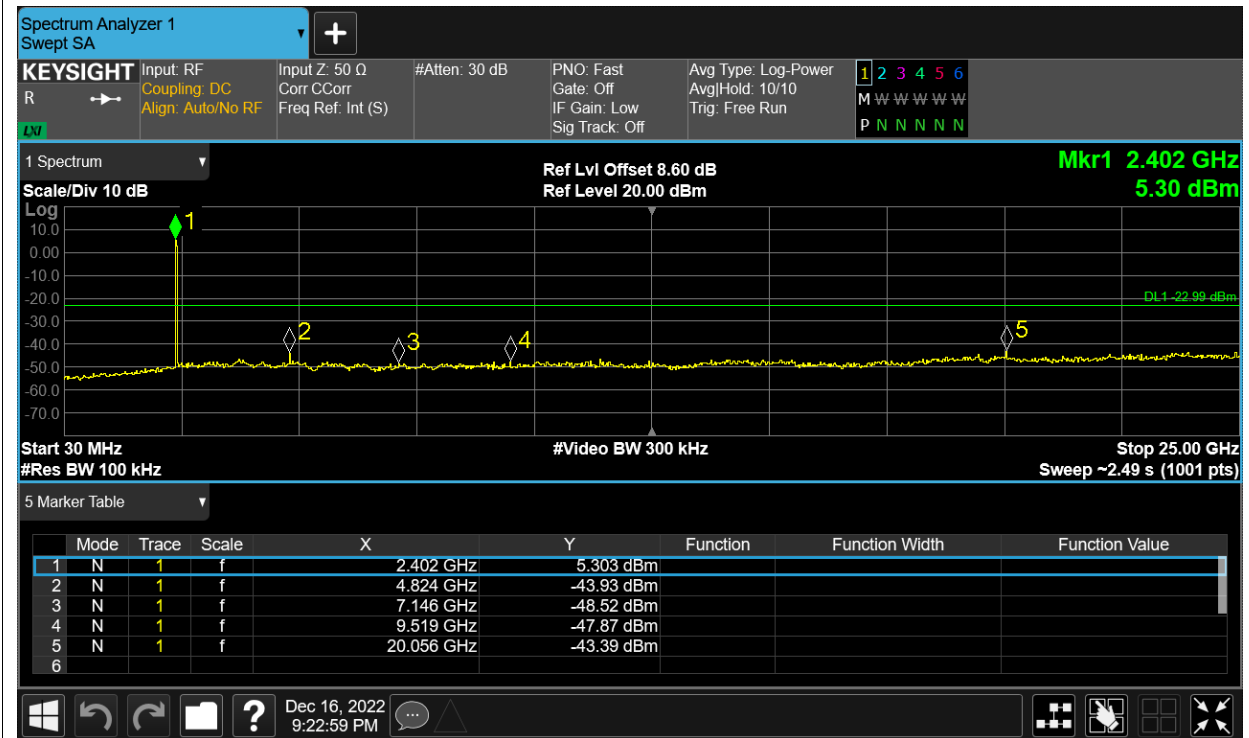 Spectrum Analyzer 1
Swept SA
KEYSIGHT
R
LXI
Input: RF
Coupling: DC
Align: Auto/No RF
Input Z: 50 Ω
Corr CCorr
Freq Ref: Int (S)
#Atten: 30 dB
PNO: Fast
Gate: Off
IF Gain: Low
Sig Track: Off
Avg Type: Log-Power
Avg|Hold: 10/10
Trig: Free Run
1 2 3 4 5 6
M W W W W W
P N N N N N
1 Spectrum
Scale/Div 10 dB
Ref Lvl Offset 8.60 dB
Ref Level 20.00 dBm
Mkr1 2.402 GHz
5.30 dBm
Log
10.0
0.00
-10.0
-20.0
-30.0
-40.0
-50.0
-60.0
-70.0
1
2
3
4
5
DL1 -22.99 dBm
Start 30 MHz
#Res BW 100 kHz
#Video BW 300 kHz
Stop 25.00 GHz
Sweep ~2.49 s (1001 pts)
5 Marker Table
Mode Trace Scale X Y Function Function Width Function Value
1 N 1 f 2.402 GHz 5.303 dBm
2 N 1 f 4.824 GHz -43.93 dBm
3 N 1 f 7.146 GHz -48.52 dBm
4 N 1 f 9.519 GHz -47.87 dBm
5 N 1 f 20.056 GHz -43.39 dBm
6
?
Dec 16, 2022
9:22:59 PM